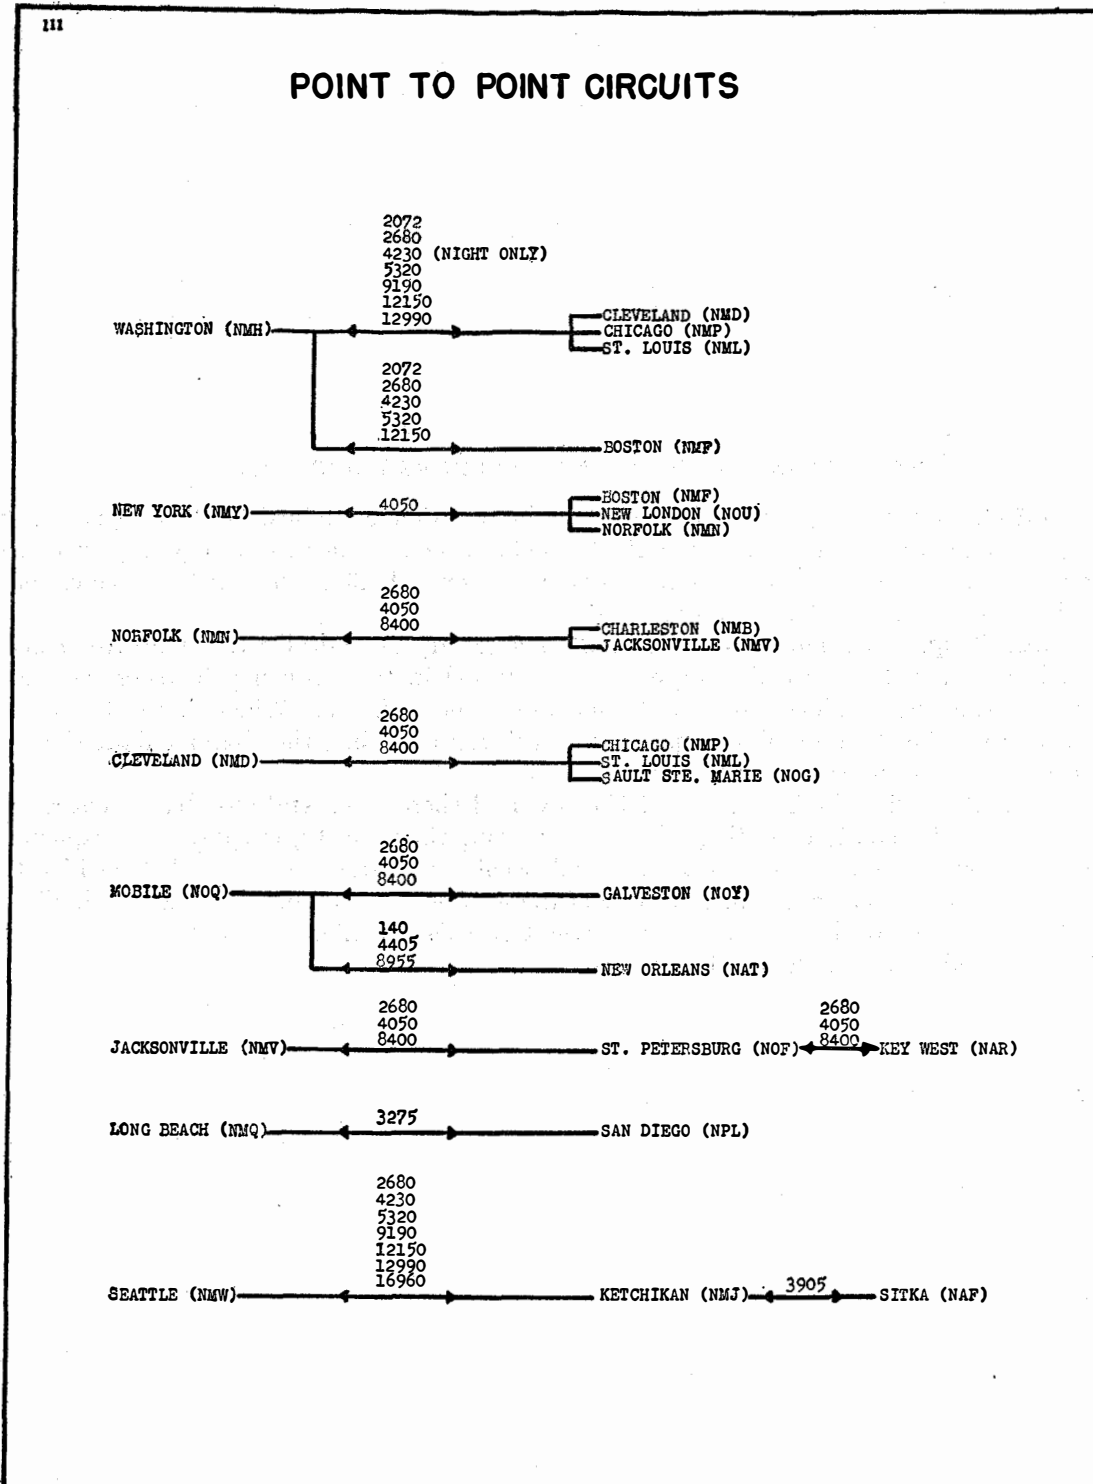 111
POINT TO POINT CIRCUITS
2072
2680
4230 (NIGHT ONLY)
5320
9190
12150
12990
WASHINGTON (NMH)
CLEVELAND (NMD)
CHICAGO (NMP)
ST. LOUIS (NML)
2072
2680
4230
5320
12150
BOSTON (NMF)
NEW YORK (NMY)
4050
BOSTON (NMF)
NEW LONDON (NOU)
NORFOLK (NMN)
2680
4050
8400
NORFOLK (NMN)
CHARLESTON (NMB)
JACKSONVILLE (NMV)
2680
4050
8400
CLEVELAND (NMD)
CHICAGO (NMP)
ST. LOUIS (NML)
SAULT STE. MARIE (NOG)
2680
4050
8400
MOBILE (NOQ)
GALVESTON (NOY)
140
4405
8955
NEW ORLEANS (NAT)
2680
4050
8400
JACKSONVILLE (NMV)
ST. PETERSBURG (NOF)
2680
4050
8400
KEY WEST (NAR)
LONG BEACH (NMQ)
3275
SAN DIEGO (NPL)
2680
4230
5320
9190
12150
12990
16960
SEATTLE (NMW)
KETCHIKAN (NMJ)
3905
SITKA (NAF)